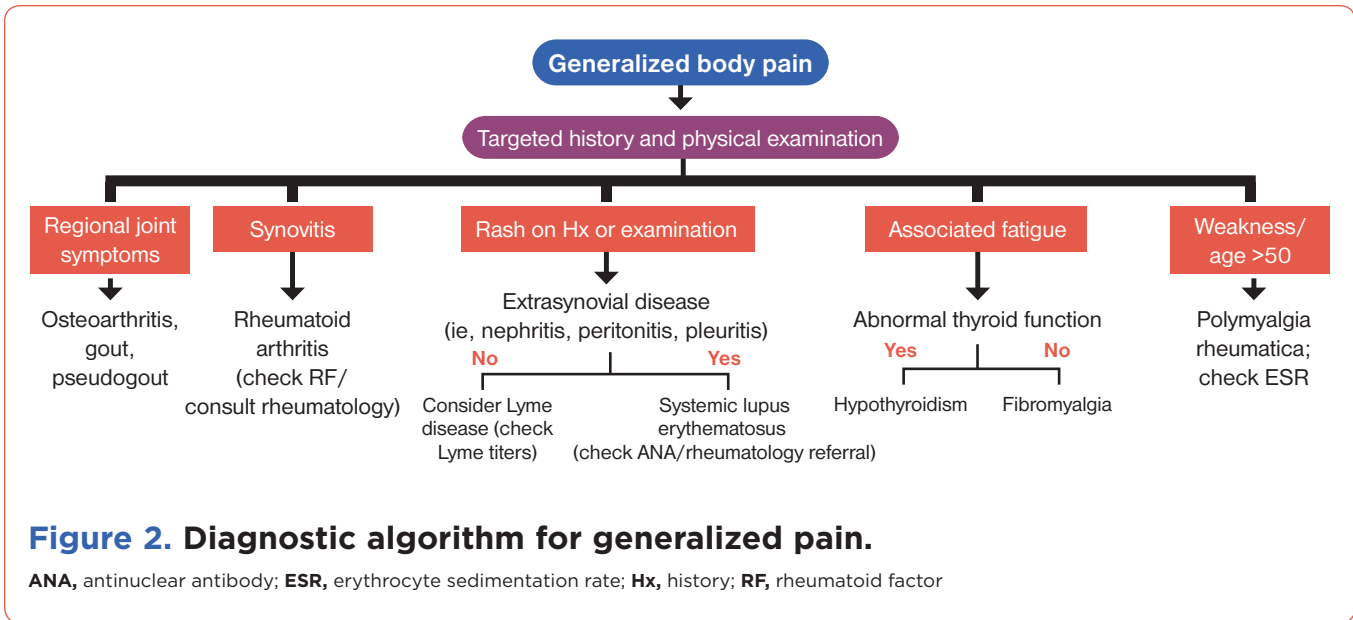 Generalized body pain
Targeted history and physical examination
Regional joint
symptoms
Osteoarthritis,
gout,
pseudogout
Synovitis
Rheumatoid
arthritis
(check RF/
consult rheumatology)
Rash on Hx or examination
Extrasynovial disease
(ie, nephritis, peritonitis, pleuritis)
No
Yes
Consider Lyme
disease (check
Lyme titers)
Systemic lupus
erythematosus
(check ANA/rheumatology referral)
Associated fatigue
Abnormal thyroid function
Yes
No
Hypothyroidism
Fibromyalgia
Weakness/
age >50
Polymyalgia
rheumatica;
check ESR
Figure 2. Diagnostic algorithm for generalized pain.
ANA, antinuclear antibody; ESR, erythrocyte sedimentation rate; Hx, history; RF, rheumatoid factor